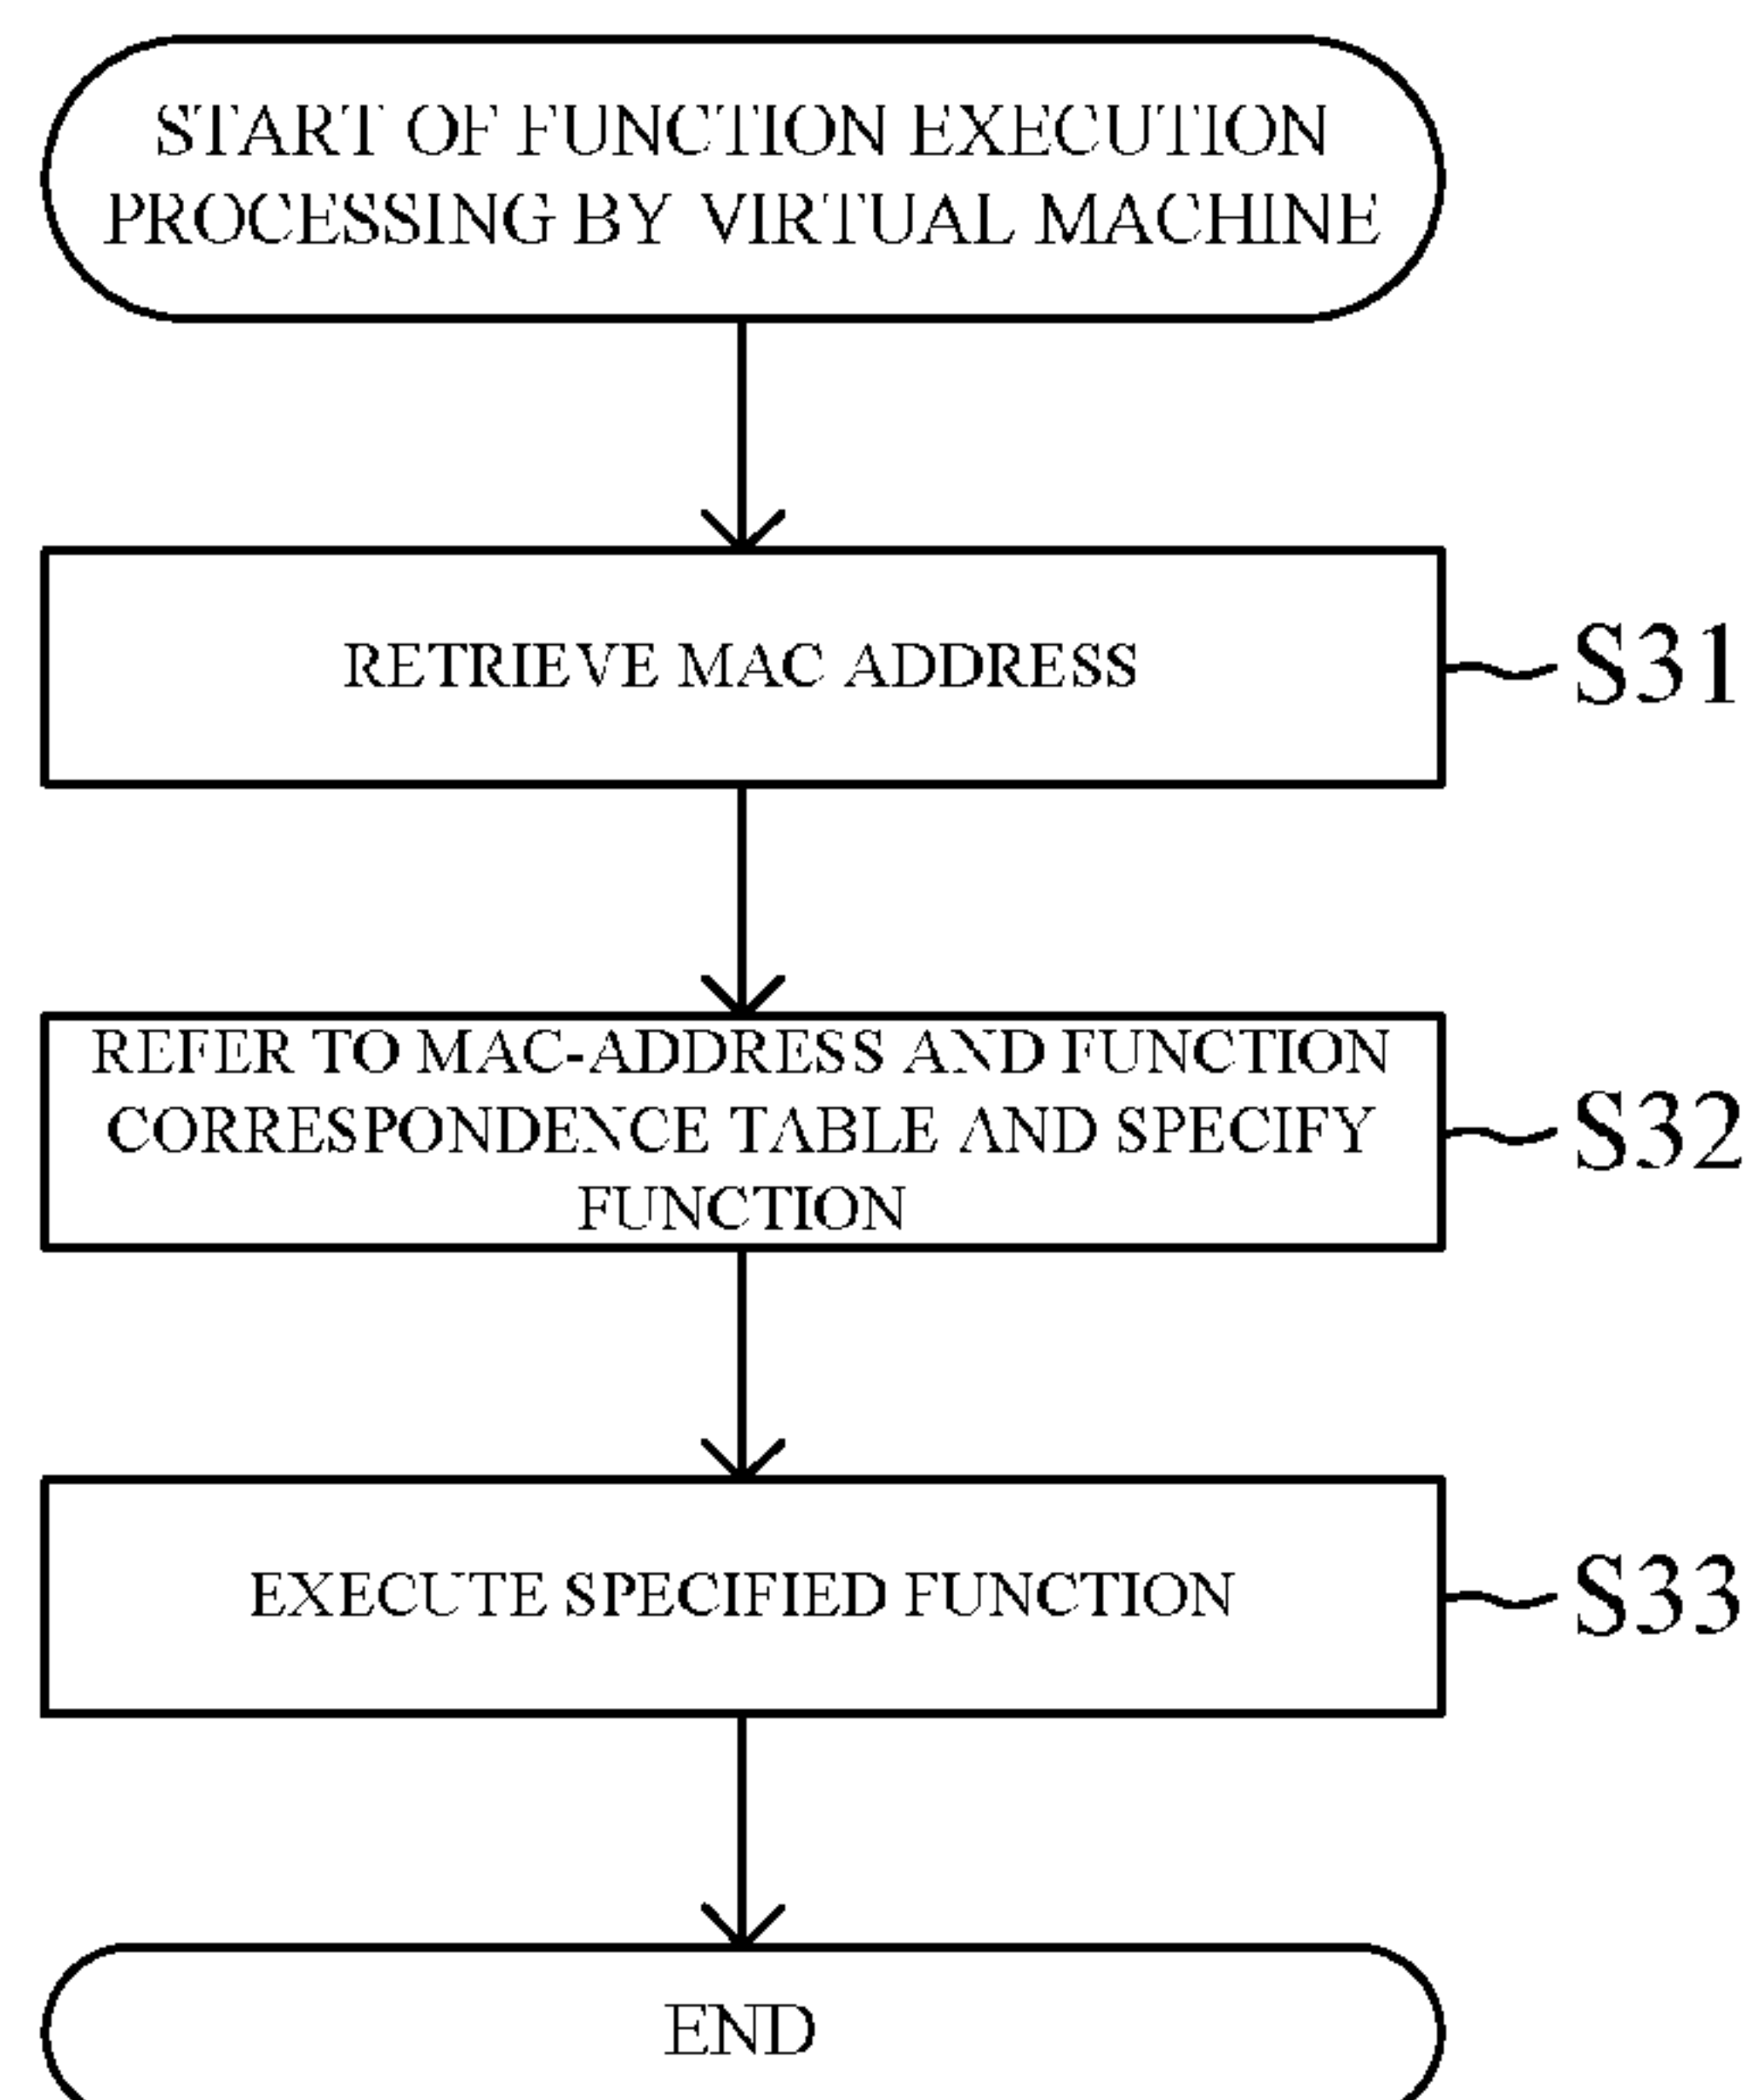 START OF FUNCTION EXECUTION
PROCESSING BY VIRTUAL MACHINE
RETRIEVE MAC ADDRESS
S31
REFER TO MAC-ADDRESS AND FUNCTION
CORRESPONDENCE TABLE AND SPECIFY
FUNCTION
S32
EXECUTE SPECIFIED FUNCTION
S33
END